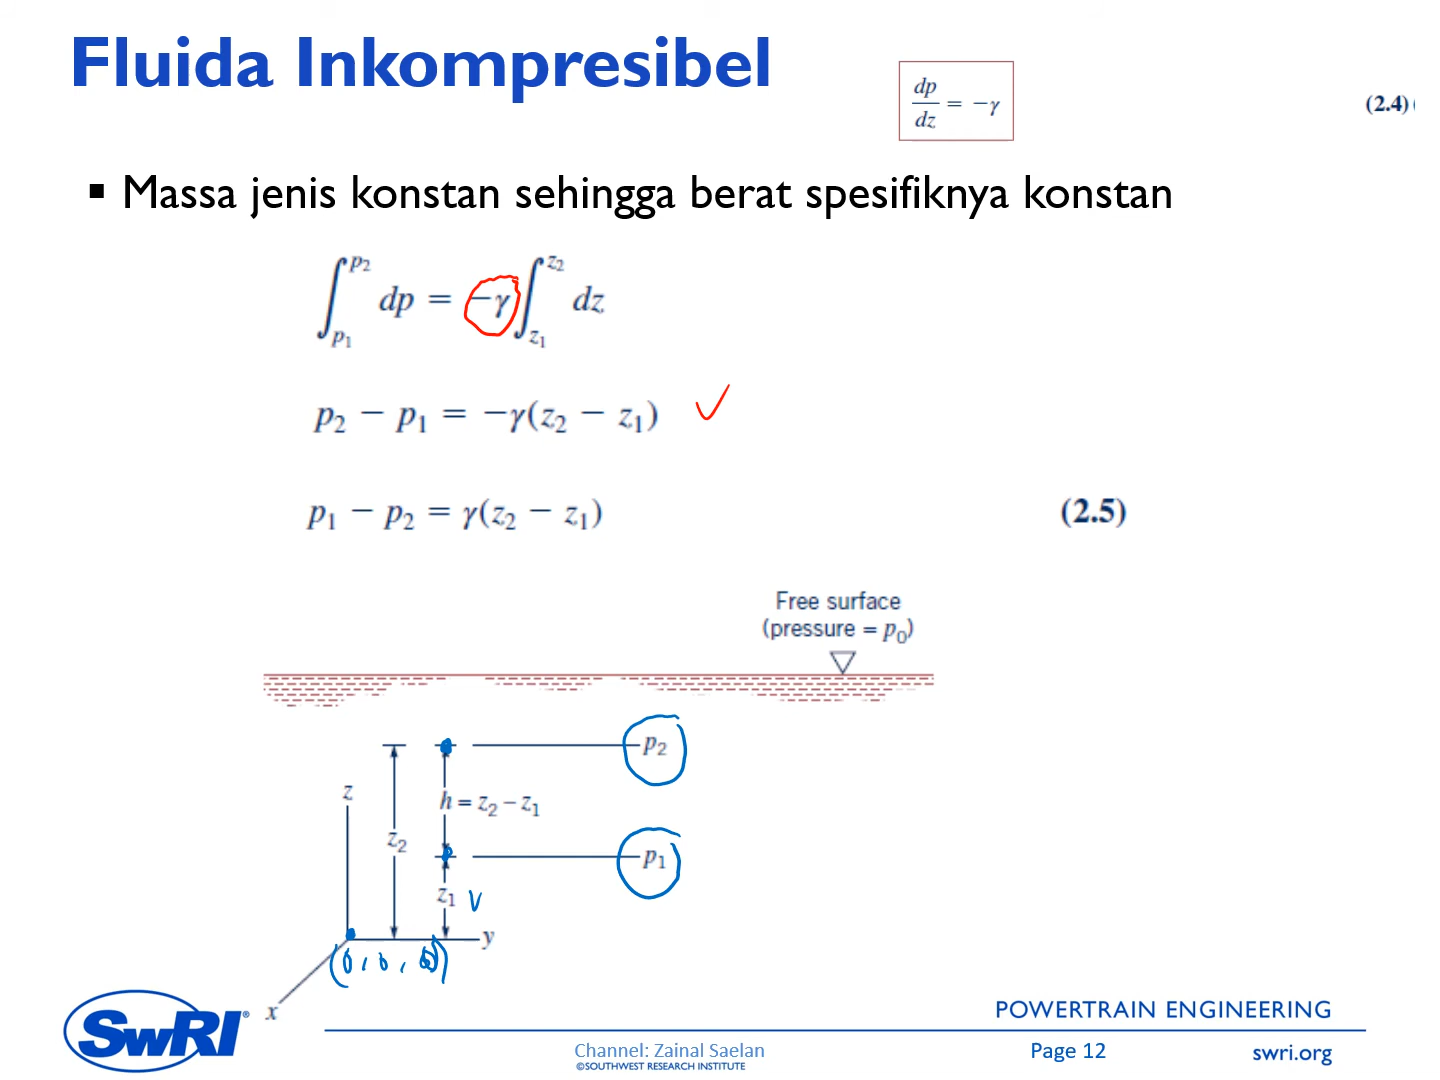 Fluida Inkompresibel
dp/dz = −γ
(2.4)
▪ Massa jenis konstan sehingga berat spesifiknya konstan
∫_{p₁}^{p₂} dp = −γ ∫_{z₁}^{z₂} dz
p₂ − p₁ = −γ(z₂ − z₁) ✓
p₁ − p₂ = γ(z₂ − z₁)
(2.5)
Free surface
(pressure = p₀)
p₂
z
h = z₂ − z₁
z₂
p₁
z₁
y
(0, 0, 0)
x
SwRI®
POWERTRAIN ENGINEERING
Channel: Zainal Saelan
Page 12
swri.org
©SOUTHWEST RESEARCH INSTITUTE